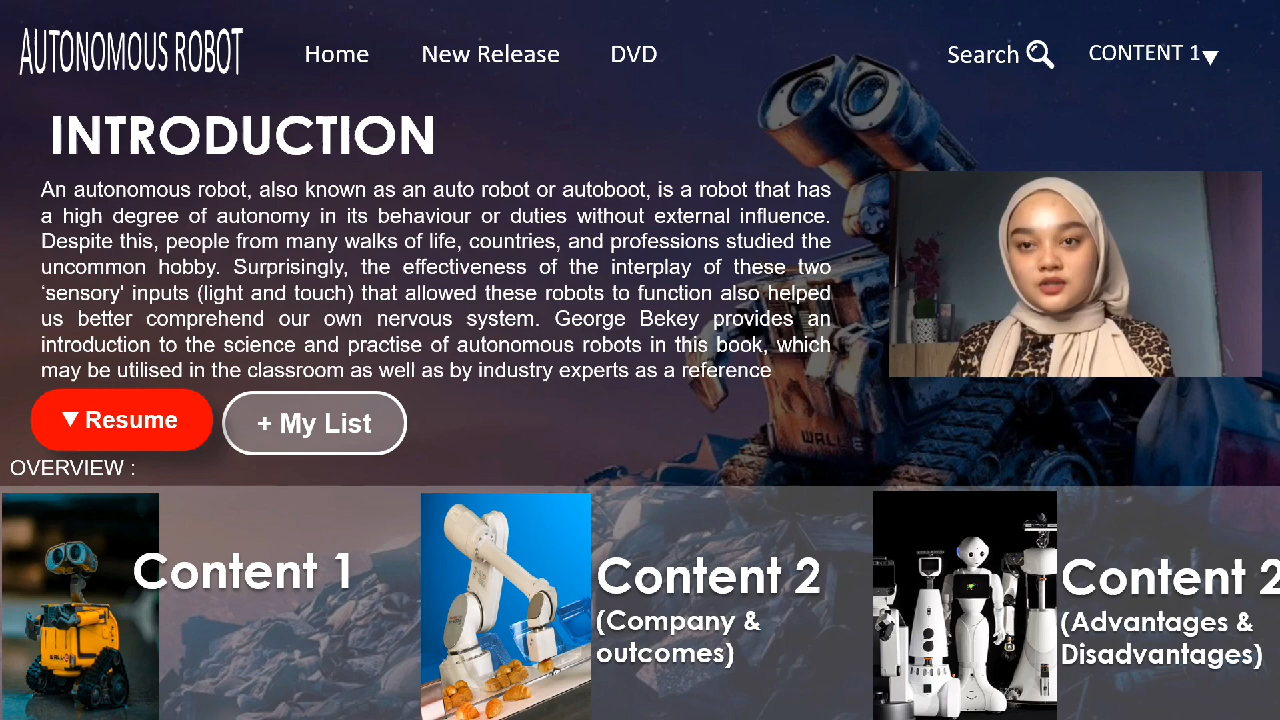 AUTONOMOUS ROBOT
Home
New Release
DVD
Search
CONTENT 1
INTRODUCTION
An autonomous robot, also known as an auto robot or autoboot, is a robot that has
a high degree of autonomy in its behaviour or duties without external influence.
Despite this, people from many walks of life, countries, and professions studied the
uncommon hobby. Surprisingly, the effectiveness of the interplay of these two
‘sensory' inputs (light and touch) that allowed these robots to function also helped
us better comprehend our own nervous system. George Bekey provides an
introduction to the science and practise of autonomous robots in this book, which
may be utilised in the classroom as well as by industry experts as a reference
Resume
+ My List
WALL·E
OVERVIEW :
Content 1
Content 2
(Company &
outcomes)
Content 2
(Advantages &
Disadvantages)